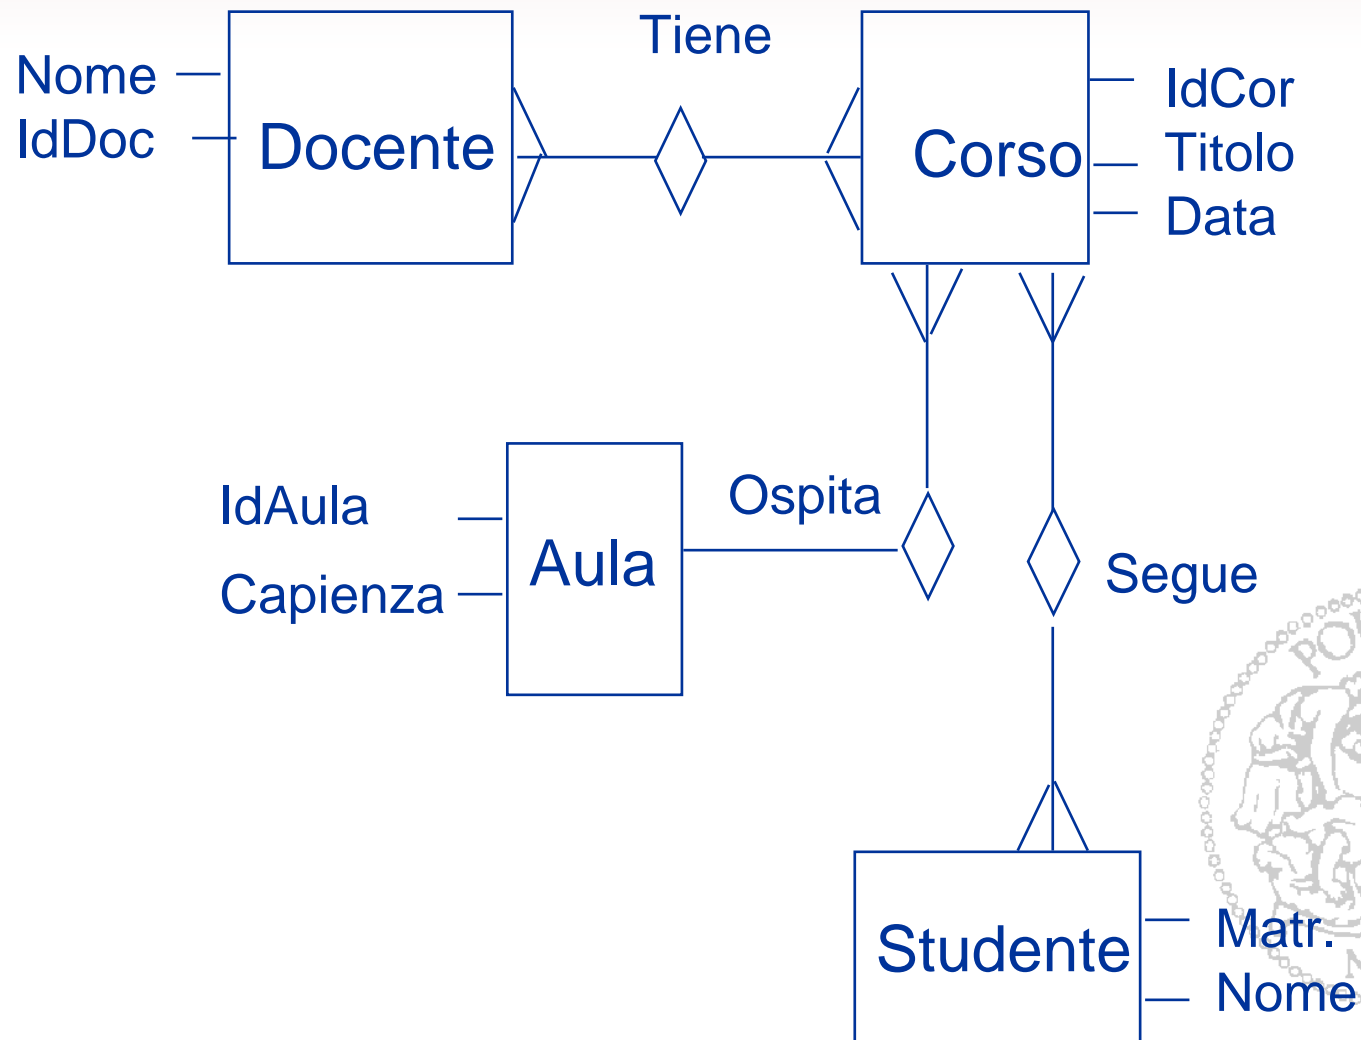 Tiene
Nome
IdDoc
Docente
Corso
IdCor
Titolo
Data
IdAula
Capienza
Aula
Ospita
Segue
Studente
Matr.
Nome